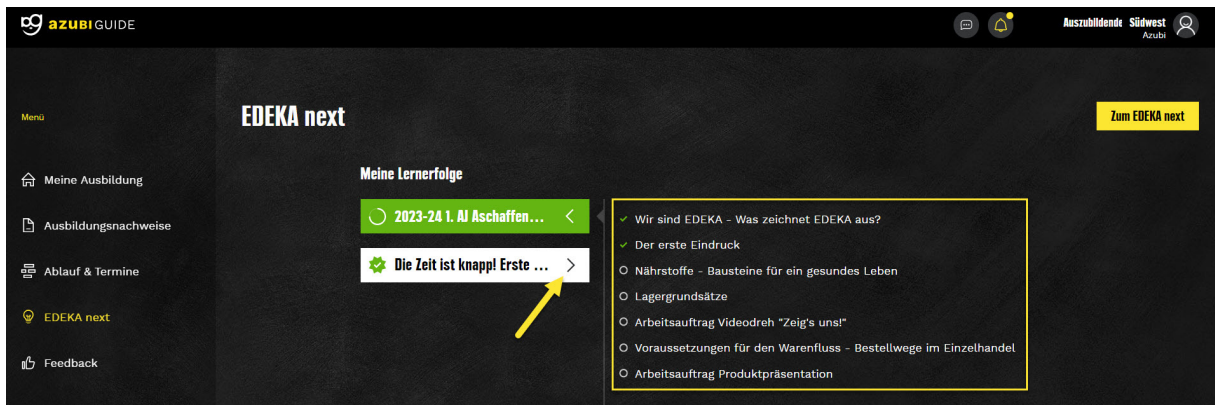 azubi GUIDE
Auszubildende Südwest
Azubi
Menü
EDEKA next
Zum EDEKA next
Meine Ausbildung
Ausbildungsnachweise
Ablauf & Termine
EDEKA next
Feedback
Meine Lernerfolge
2023-24 1. AJ Aschaffen...
Die Zeit ist knapp! Erste ...
Wir sind EDEKA - Was zeichnet EDEKA aus?
Der erste Eindruck
Nährstoffe - Bausteine für ein gesundes Leben
Lagergrundsätze
Arbeitsauftrag Videodreh "Zeig's uns!"
Voraussetzungen für den Warenfluss - Bestellwege im Einzelhandel
Arbeitsauftrag Produktpräsentation